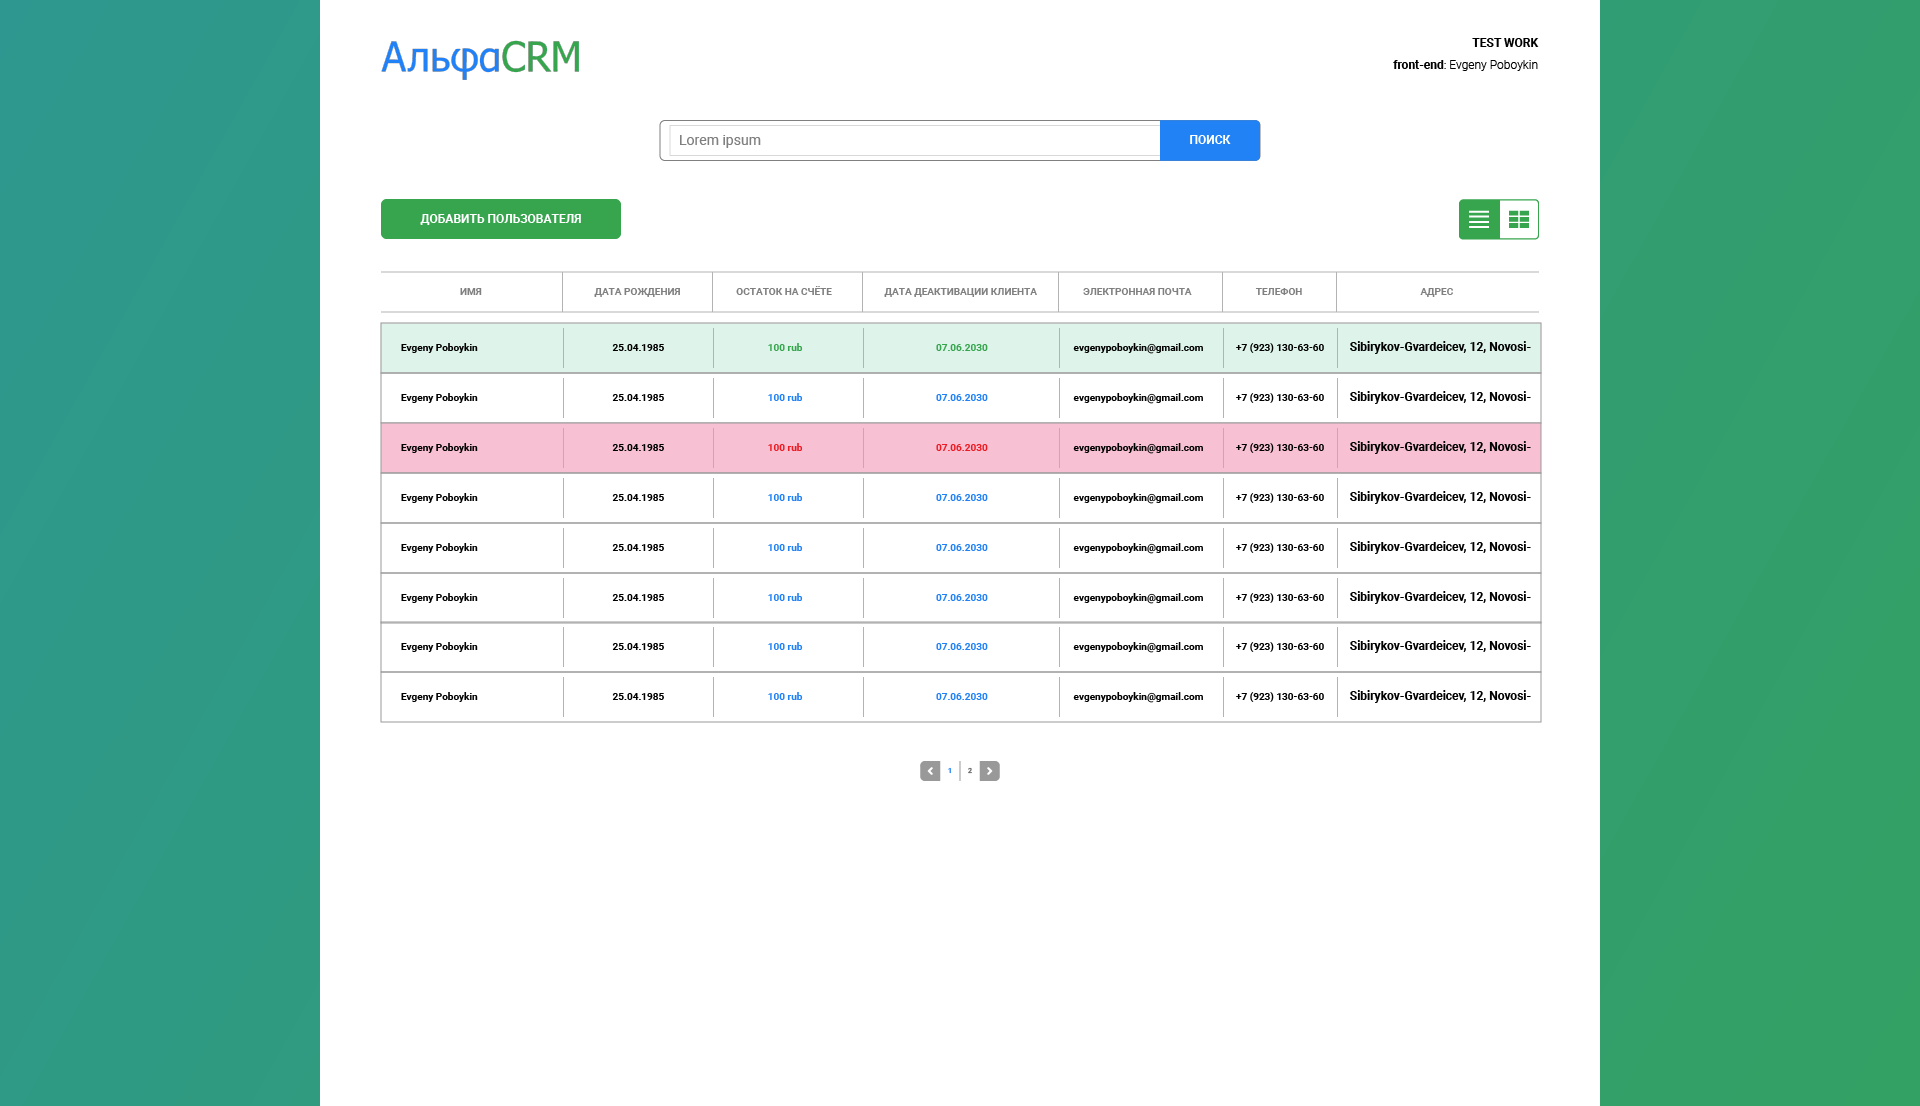 АльфаCRM
TEST WORK
front-end: Evgeny Poboykin
Lorem ipsum ПОИСК
ДОБАВИТЬ ПОЛЬЗОВАТЕЛЯ
ИМЯ ДАТА РОЖДЕНИЯ ОСТАТОК НА СЧЁТЕ ДАТА ДЕАКТИВАЦИИ КЛИЕНТА ЭЛЕКТРОННАЯ ПОЧТА ТЕЛЕФОН АДРЕС
Evgeny Poboykin 25.04.1985 100 rub 07.06.2030 evgenypoboykin@gmail.com +7 (923) 130-63-60 Sibirykov-Gvardeicev, 12, Novosi-
Evgeny Poboykin 25.04.1985 100 rub 07.06.2030 evgenypoboykin@gmail.com +7 (923) 130-63-60 Sibirykov-Gvardeicev, 12, Novosi-
Evgeny Poboykin 25.04.1985 100 rub 07.06.2030 evgenypoboykin@gmail.com +7 (923) 130-63-60 Sibirykov-Gvardeicev, 12, Novosi-
Evgeny Poboykin 25.04.1985 100 rub 07.06.2030 evgenypoboykin@gmail.com +7 (923) 130-63-60 Sibirykov-Gvardeicev, 12, Novosi-
Evgeny Poboykin 25.04.1985 100 rub 07.06.2030 evgenypoboykin@gmail.com +7 (923) 130-63-60 Sibirykov-Gvardeicev, 12, Novosi-
Evgeny Poboykin 25.04.1985 100 rub 07.06.2030 evgenypoboykin@gmail.com +7 (923) 130-63-60 Sibirykov-Gvardeicev, 12, Novosi-
Evgeny Poboykin 25.04.1985 100 rub 07.06.2030 evgenypoboykin@gmail.com +7 (923) 130-63-60 Sibirykov-Gvardeicev, 12, Novosi-
Evgeny Poboykin 25.04.1985 100 rub 07.06.2030 evgenypoboykin@gmail.com +7 (923) 130-63-60 Sibirykov-Gvardeicev, 12, Novosi-
1 2